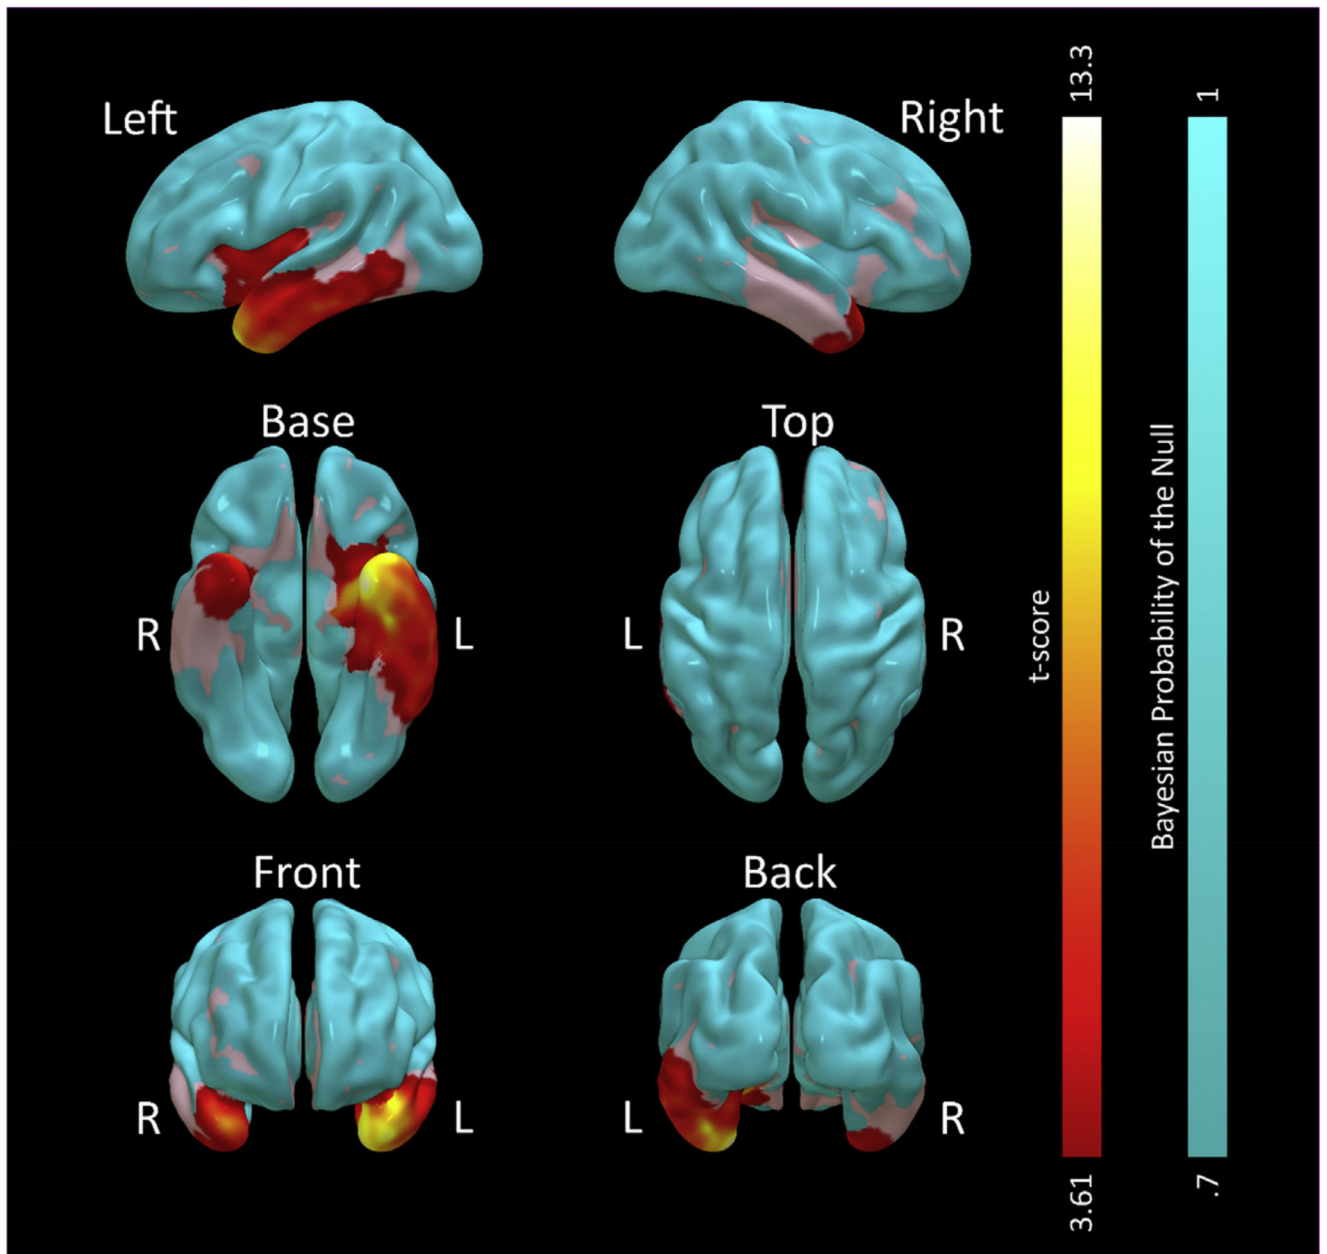 Left
Right
Base
Top
R
L
L
R
Front
Back
R
L
L
R
13.3
t-score
3.61
1
Bayesian Probability of the Null
.7